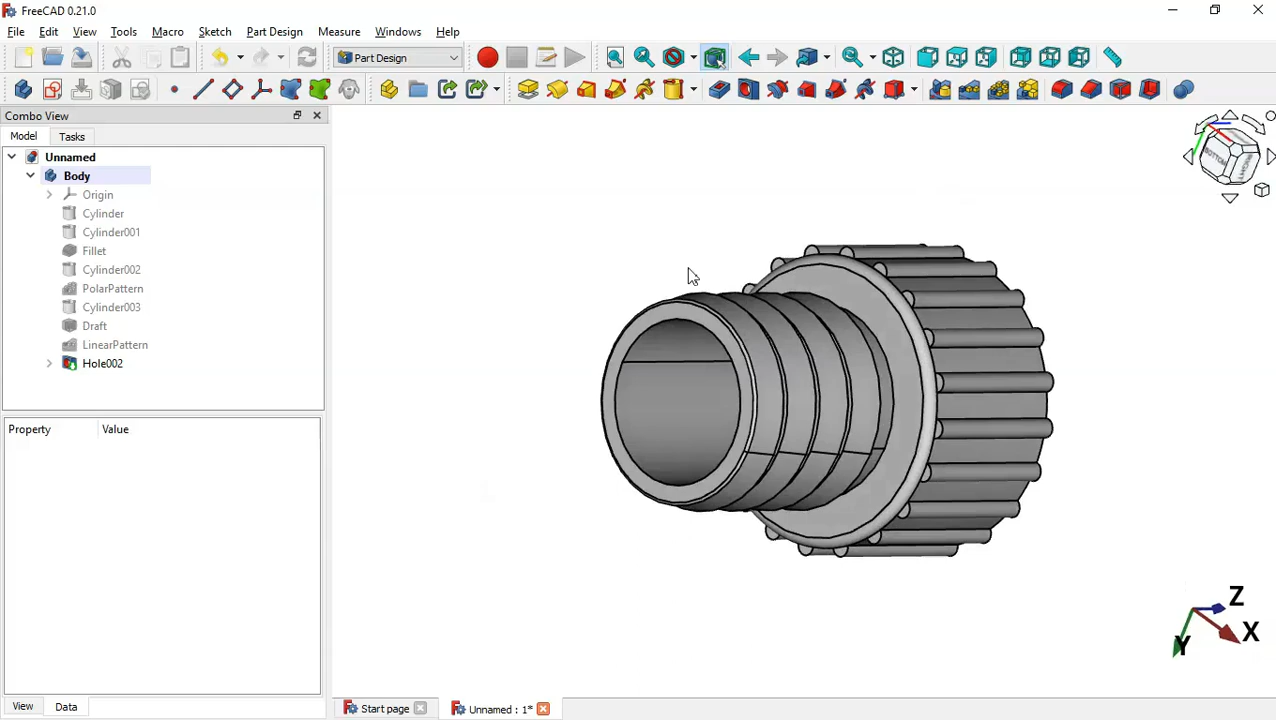 FreeCAD 0.21.0
File Edit View Tools Macro Sketch Part Design Measure Windows Help
Part Design
Combo View
Model Tasks
Unnamed
Body
Origin
Cylinder
Cylinder001
Fillet
Cylinder002
PolarPattern
Cylinder003
Draft
LinearPattern
Hole002
Property Value
BOTTOM
Z
X
Y
View Data
Start page Unnamed : 1*